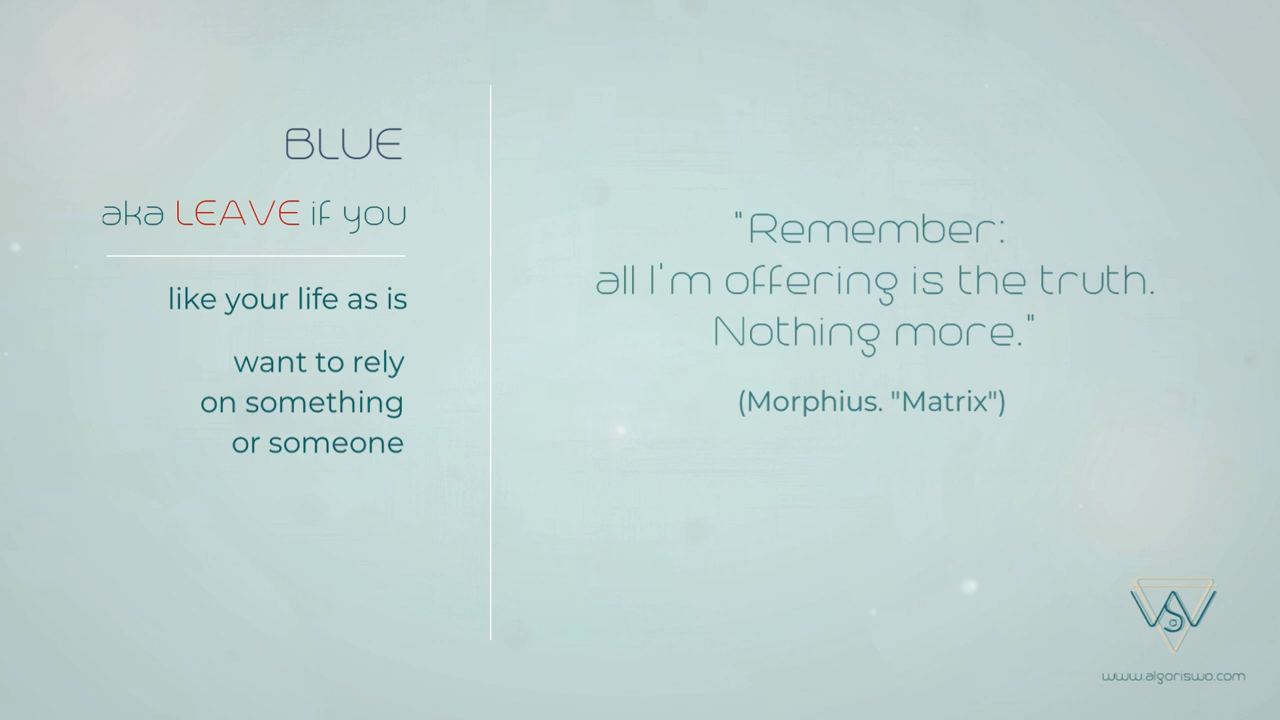 BLUE
aka LEAVE if you
like your life as is
want to rely
on something
or someone
"Remember:
all I'm offering is the truth.
Nothing more."
(Morphius. "Matrix")
www.algoriswo.com